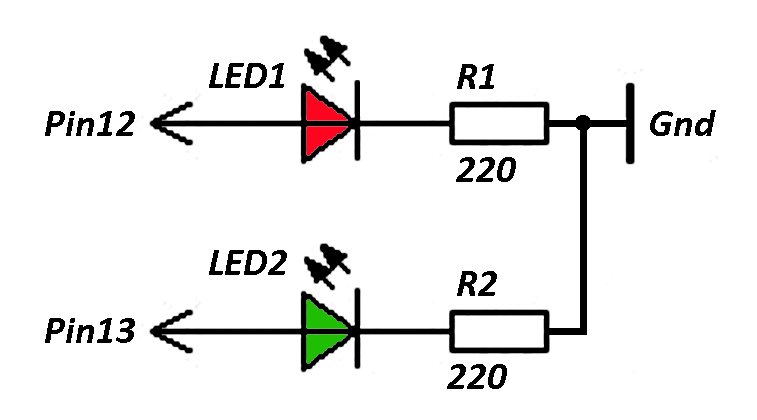 LED1
R1
Pin12
Gnd
220
LED2
R2
Pin13
220